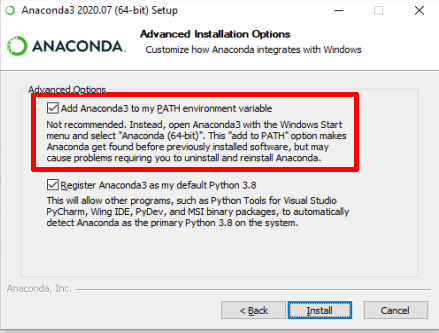 Anaconda3 2020.07 (64-bit) Setup
ANACONDA.
Advanced Installation Options
Customize how Anaconda integrates with Windows
Advanced Options
Add Anaconda3 to my PATH environment variable
Not recommended. Instead, open Anaconda3 with the Windows Start
menu and select "Anaconda (64-bit)". This "add to PATH" option makes
Anaconda get found before previously installed software, but may
cause problems requiring you to uninstall and reinstall Anaconda.
Register Anaconda3 as my default Python 3.8
This will allow other programs, such as Python Tools for Visual Studio
PyCharm, Wing IDE, PyDev, and MSI binary packages, to automatically
detect Anaconda as the primary Python 3.8 on the system.
Anaconda, Inc.
< Back
Install
Cancel